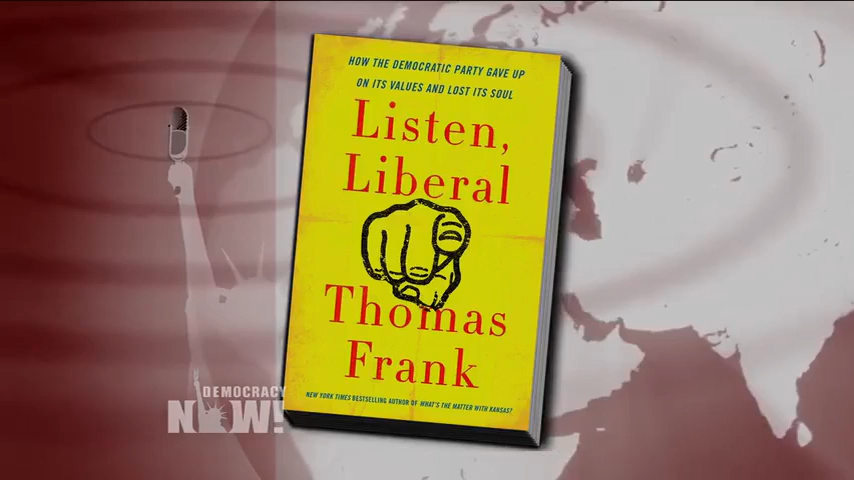 HOW THE DEMOCRATIC PARTY GAVE UP
ON ITS VALUES AND LOST ITS SOUL
Listen,
Liberal
Thomas
Frank
NEW YORK TIMES BESTSELLING AUTHOR OF WHAT'S THE MATTER WITH KANSAS?
DEMOCRACY
NOW!